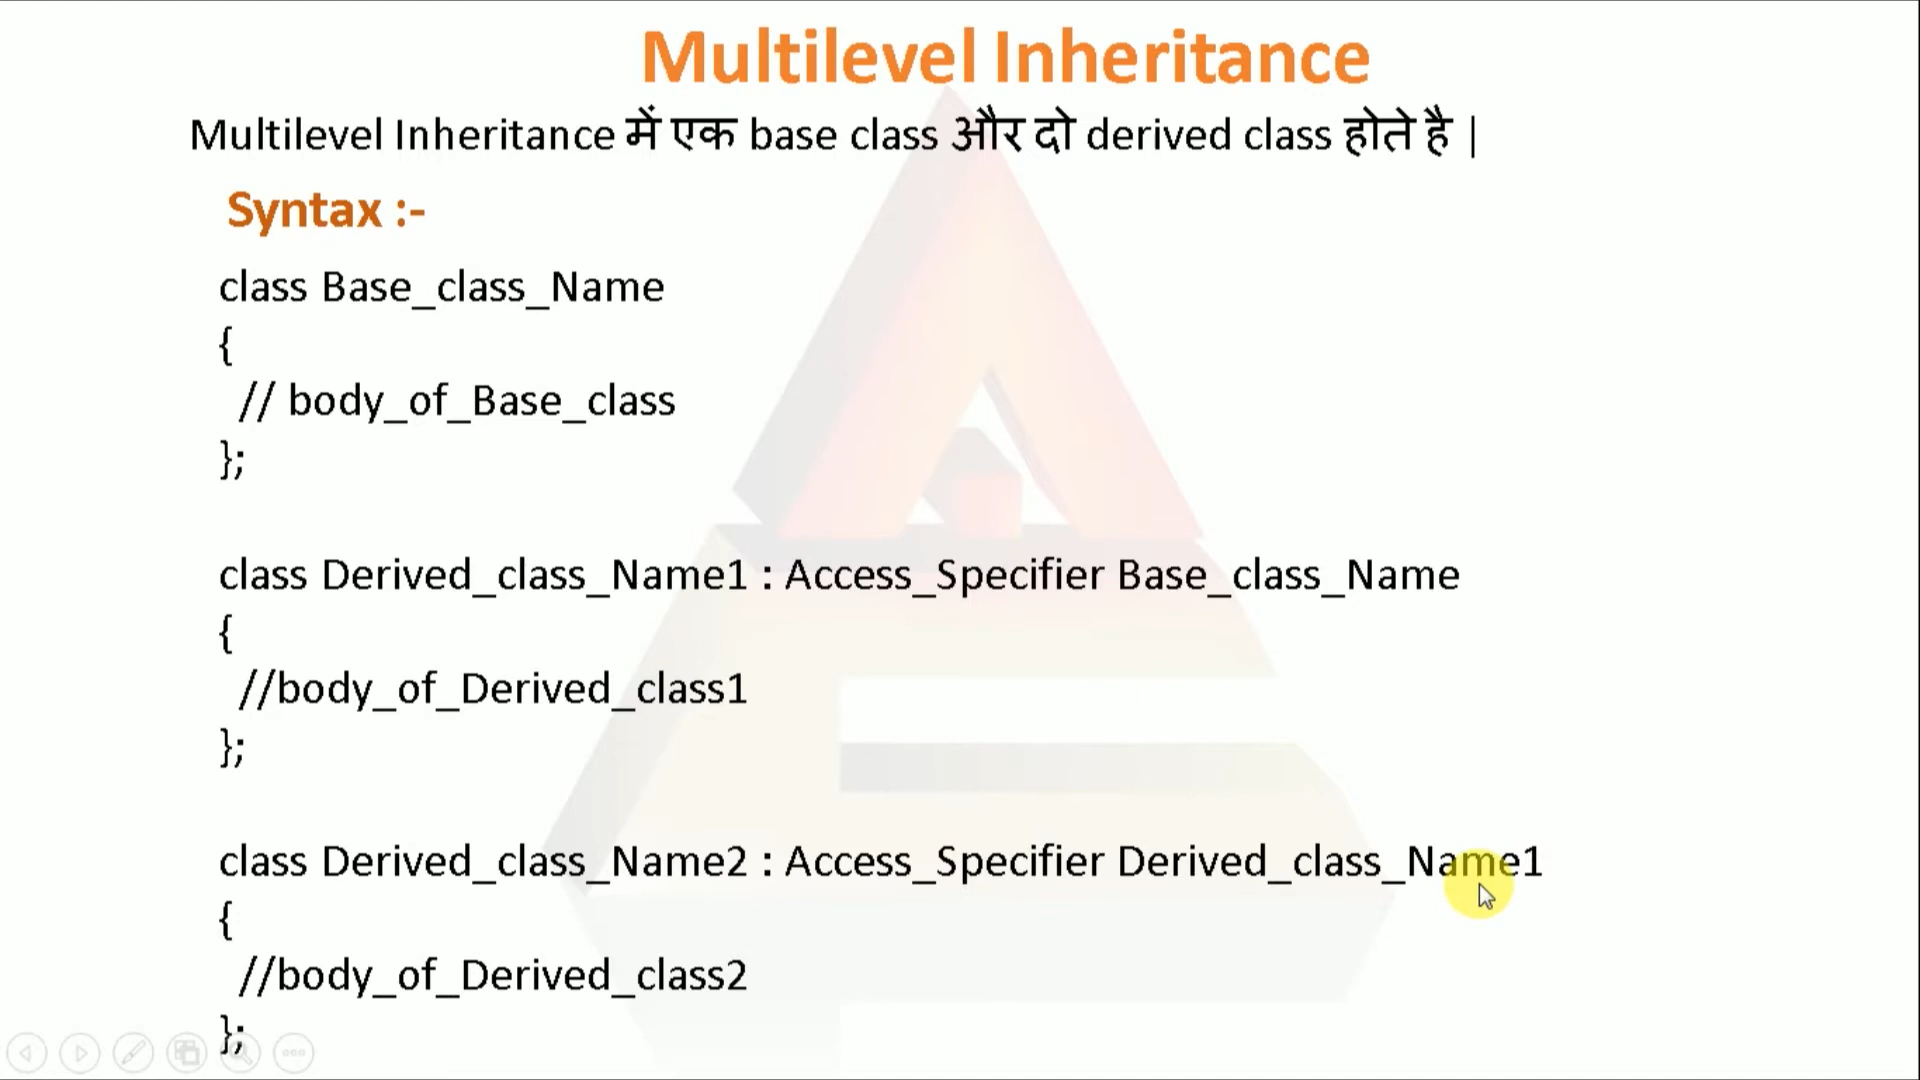 Multilevel Inheritance
Multilevel Inheritance में एक base class और दो derived class होते है |
Syntax :-
class Base_class_Name
{
// body_of_Base_class
};
class Derived_class_Name1 : Access_Specifier Base_class_Name
{
//body_of_Derived_class1
};
class Derived_class_Name2 : Access_Specifier Derived_class_Name1
{
//body_of_Derived_class2
};